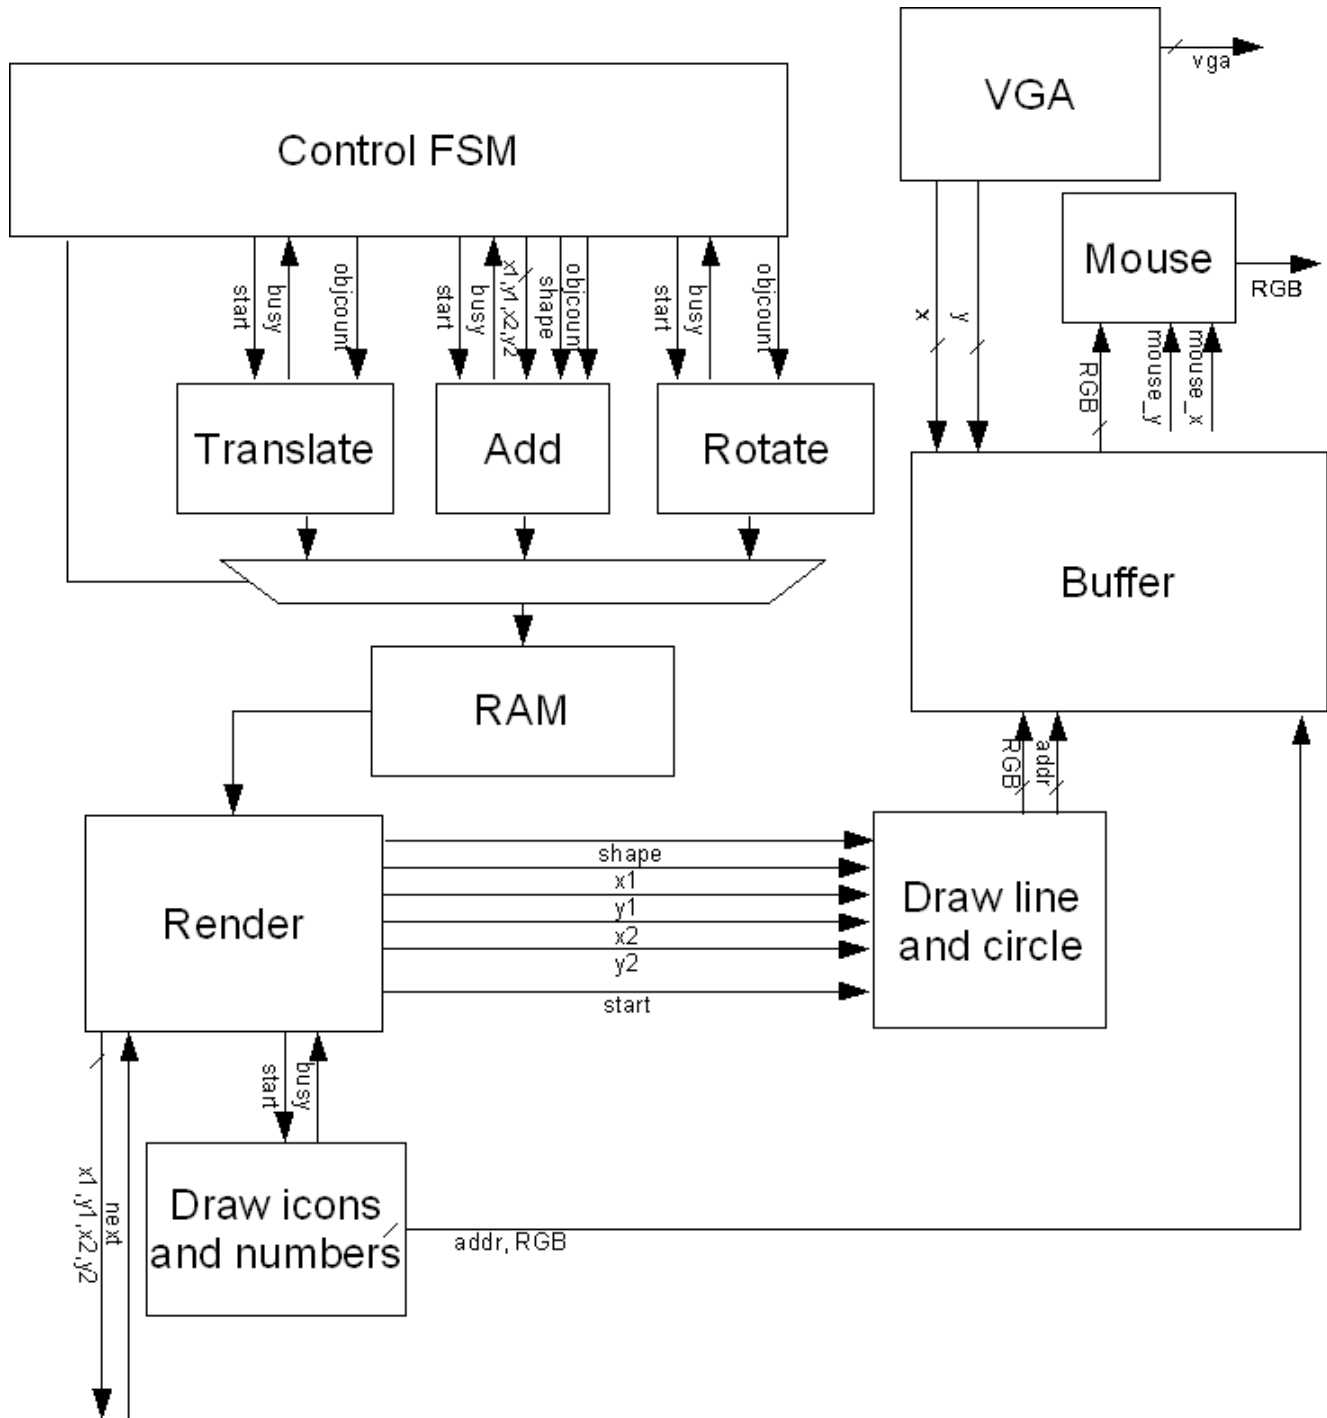 VGA
vga
Control FSM
Mouse
RGB
start
busy
objcount
start
busy
x1,y1,x2,y2
shape
objcount
start
busy
objcount
x
y
RGB
mouse_y
mouse_x
Translate
Add
Rotate
Buffer
RAM
RGB
addr
Render
shape
x1
y1
x2
y2
start
Draw line
and circle
start
busy
x1,y1,x2,y2
next
Draw icons
and numbers
addr, RGB